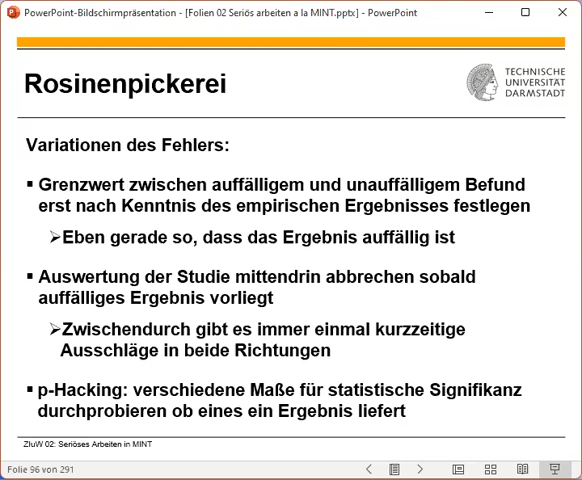 PowerPoint-Bildschirmpräsentation - [Folien 02 Seriös arbeiten a la MINT.pptx] - PowerPoint
Rosinenpickerei
TECHNISCHE
UNIVERSITÄT
DARMSTADT
Variationen des Fehlers:
▪ Grenzwert zwischen auffälligem und unauffälligem Befund
erst nach Kenntnis des empirischen Ergebnisses festlegen
➢Eben gerade so, dass das Ergebnis auffällig ist
▪ Auswertung der Studie mittendrin abbrechen sobald
auffälliges Ergebnis vorliegt
➢Zwischendurch gibt es immer einmal kurzzeitige
Ausschläge in beide Richtungen
▪ p-Hacking: verschiedene Maße für statistische Signifikanz
durchprobieren ob eines ein Ergebnis liefert
ZIuW 02: Seriöses Arbeiten in MINT
Folie 96 von 291